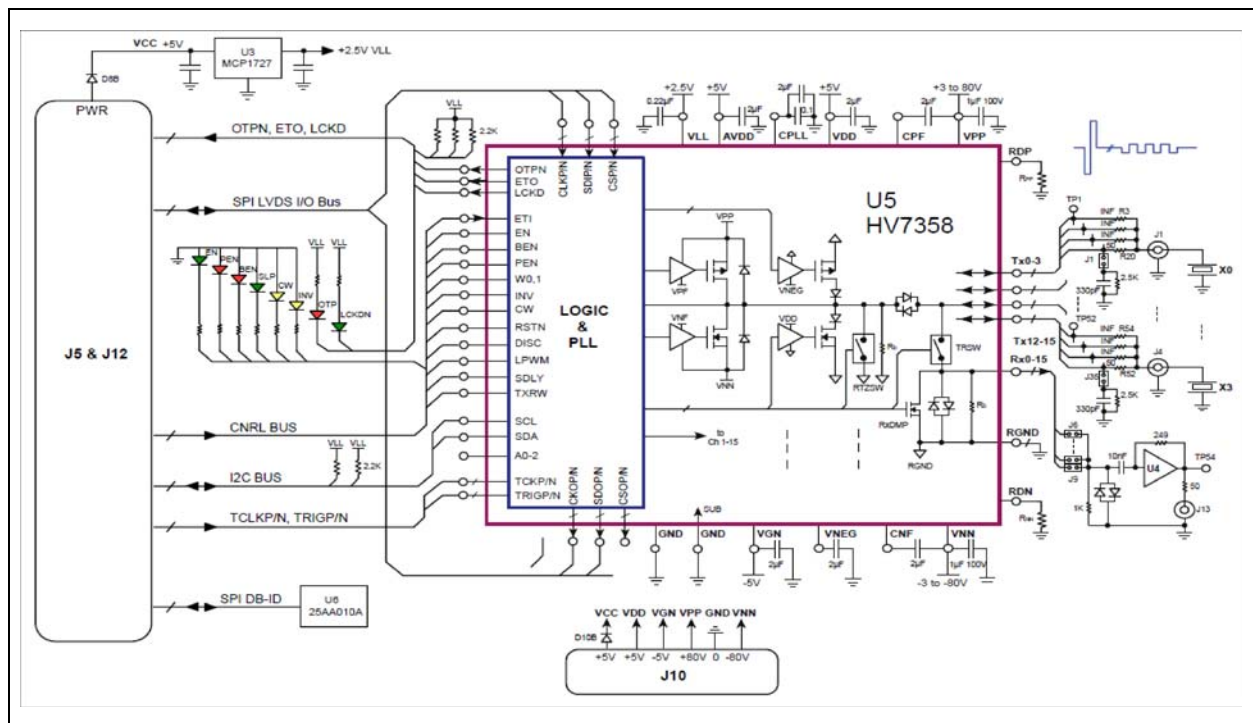 VCC +5V
U3
MCP1727
+2.5V VLL
D8B
PWR
J5 & J12
OTPN, ETO, LCKD
SPI LVDS I/O Bus
CNRL BUS
I2C BUS
TCLKP/N, TRIGP/N
SPI DB-ID
U6
25AA010A
VLL
2.2K
VLL VLL
EN
PEN
BEN
SLP
CW
INV
OTP
LCKDN
VLL VLL
2.2K
OTPN
ETO
LCKD
ETI
EN
BEN
PEN
W0,1
INV
CW
RSTN
DISC
LPWM
SDLY
TXRW
SCL
SDA
A0-2
TCKP/N
TRIGP/N
CLKP/N
SDIP/N
CSP/N
LOGIC
&
PLL
CKOP/N
SDOP/N
CSOP/N
+2.5V
0.22µF
VLL
+5V
2µF
AVDD
2µF
0.1
CPLL
+5V
2µF
VDD
2µF
CPF
+3 to 80V
1µF 100V
VPP
U5
HV7358
VPP
VPF
VNEG
VNF
VDD
VNN
RTZSW
TRSW
RxDMP
RGND
to
Ch 1-15
RDP
Tx0-3
Tx12-15
Rx0-15
RGND
RDN
TP1
INF R3
INF
INF
50
R20
J1
J1
2.5K
330pF
X0
TP52
INF R54
INF
INF
50
R52
J4
J35
2.5K
330pF
X3
J6
J9
10nF
249
U4
TP54
50
J13
1K
GND
SUB
GND
VGN
2µF
-5V
VNEG
2µF
CNF
2µF
VNN
1µF 100V
-3 to -80V
VCC VDD VGN VPP GND VNN
D10B
+5V +5V -5V +80V 0 -80V
J10